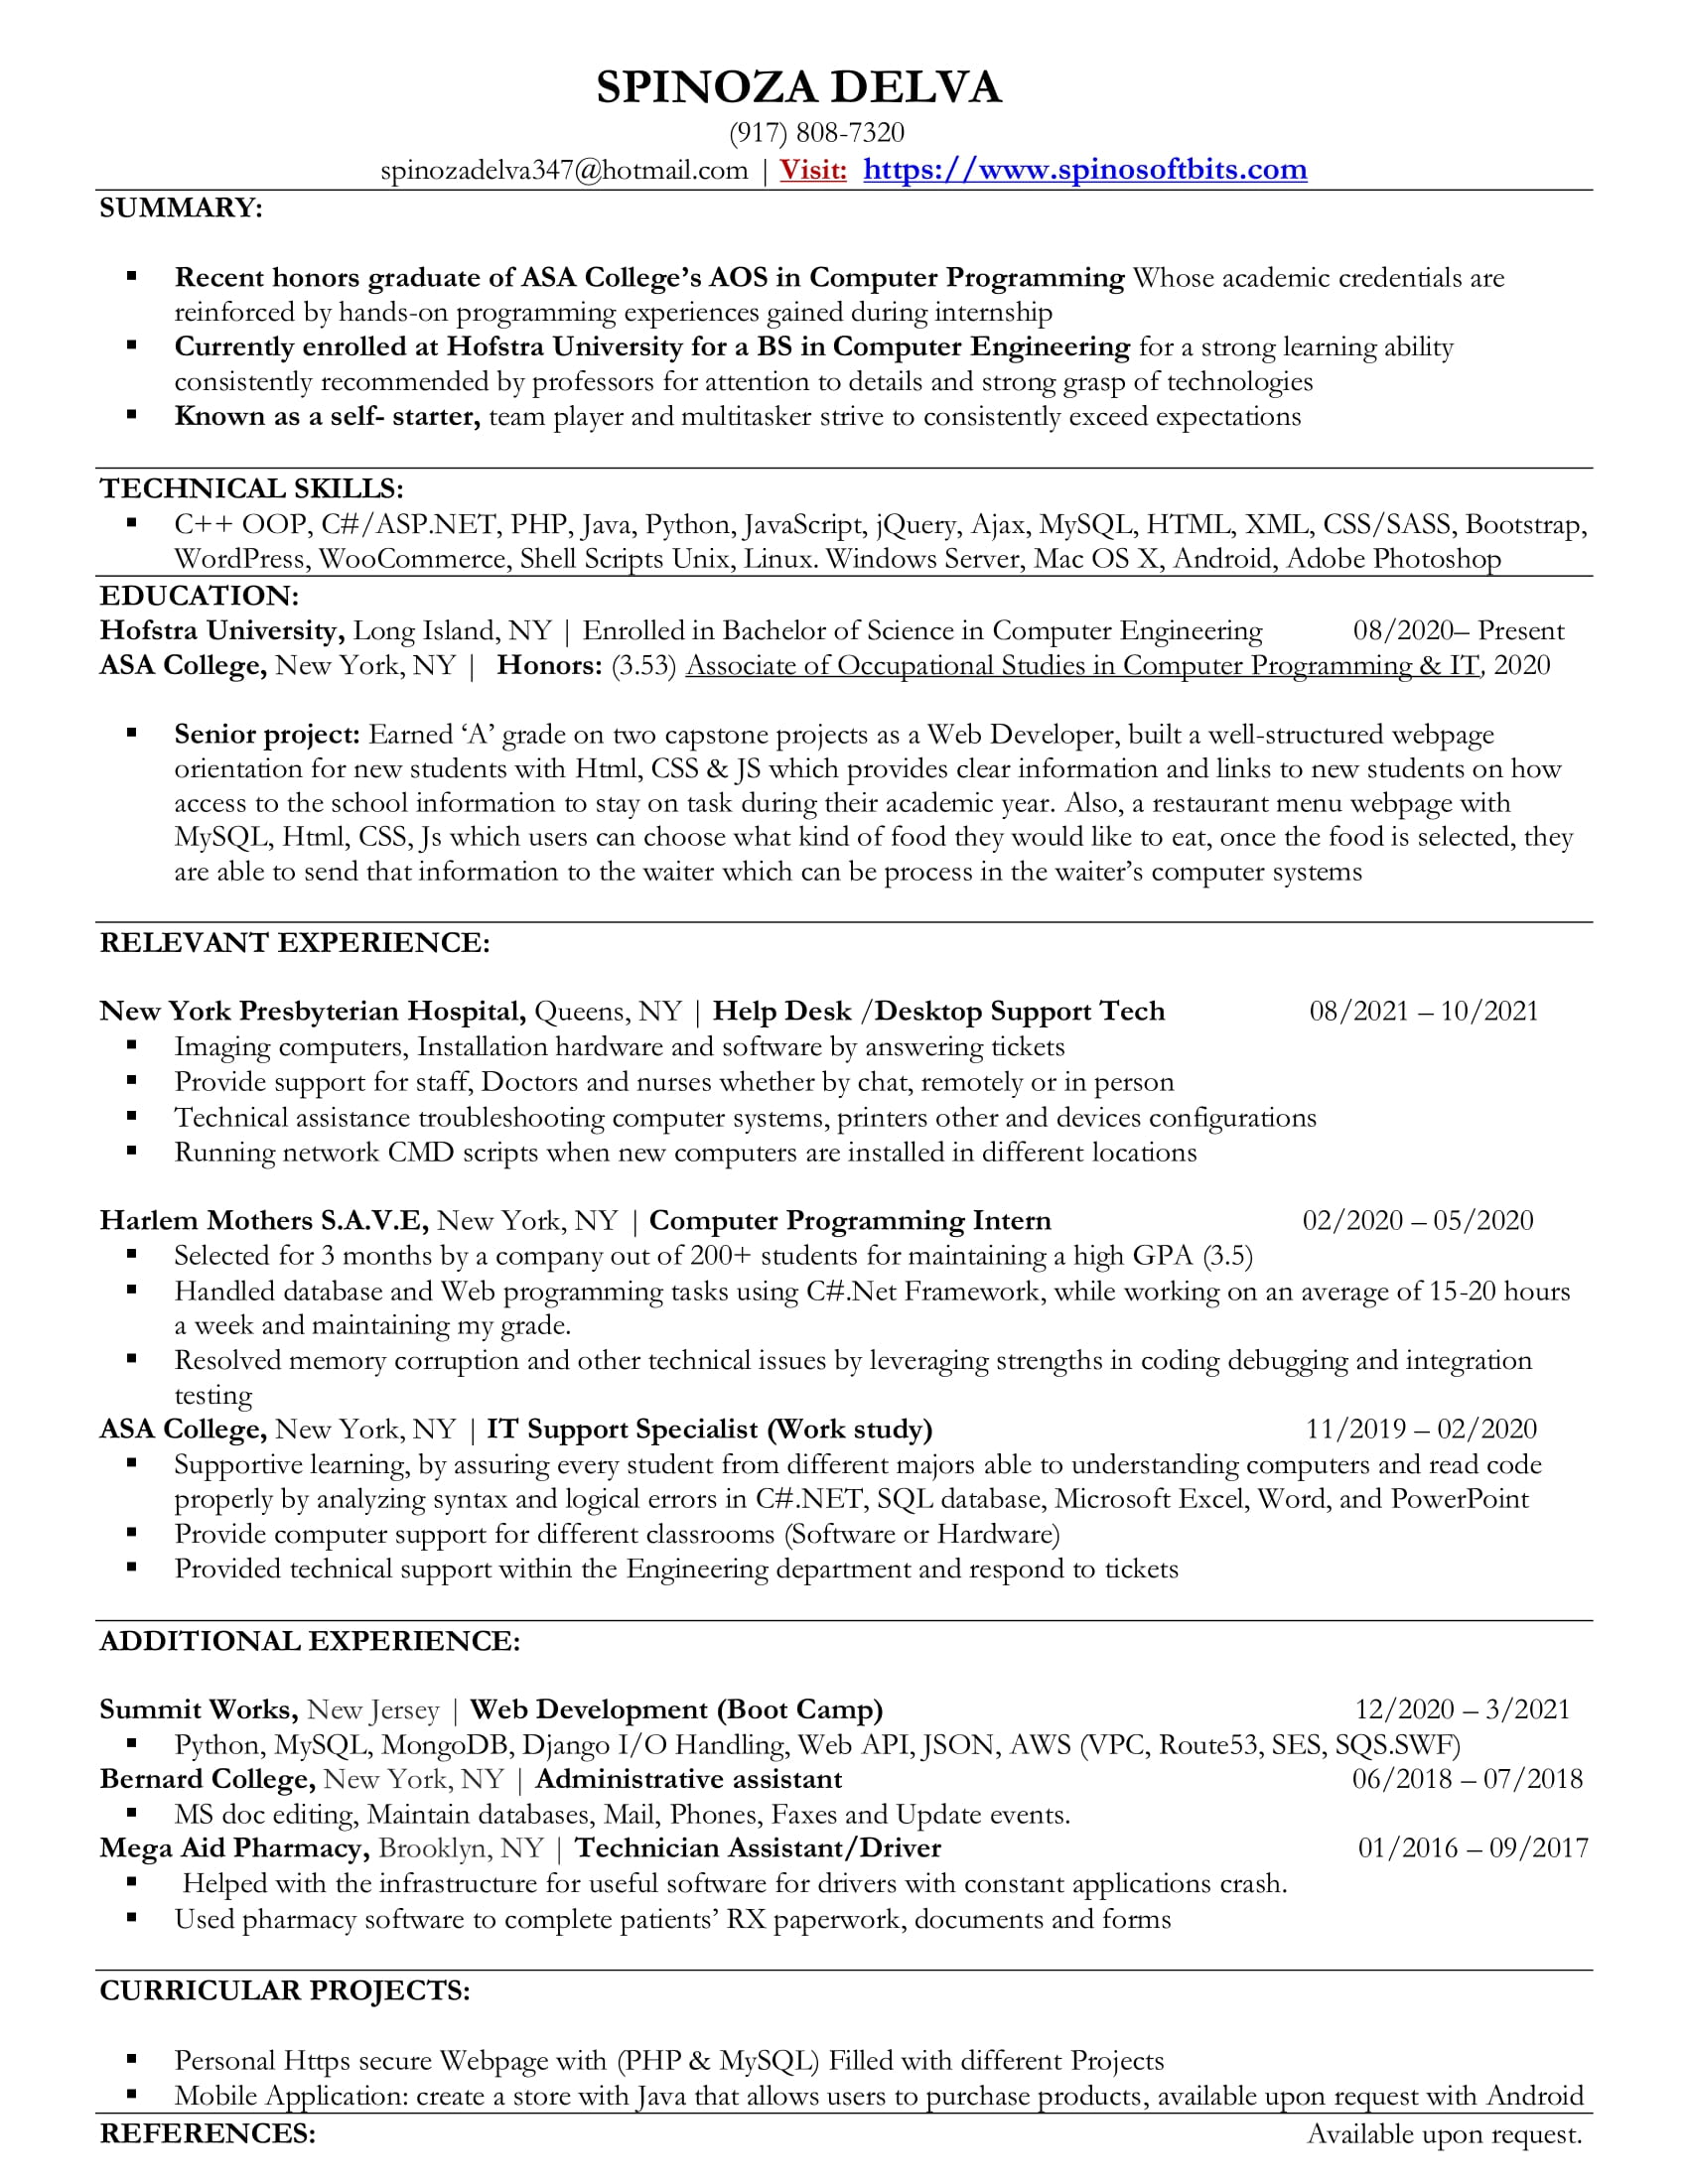 SPINOZA DELVA
(917) 808-7320
spinozadelva347@hotmail.com | Visit: https://www.spinosoftbits.com
SUMMARY:
▪ Recent honors graduate of ASA College's AOS in Computer Programming Whose academic credentials are
reinforced by hands-on programming experiences gained during internship
▪ Currently enrolled at Hofstra University for a BS in Computer Engineering for a strong learning ability
consistently recommended by professors for attention to details and strong grasp of technologies
▪ Known as a self- starter, team player and multitasker strive to consistently exceed expectations
TECHNICAL SKILLS:
▪ C++ OOP, C#/ASP.NET, PHP, Java, Python, JavaScript, jQuery, Ajax, MySQL, HTML, XML, CSS/SASS, Bootstrap,
WordPress, WooCommerce, Shell Scripts Unix, Linux. Windows Server, Mac OS X, Android, Adobe Photoshop
EDUCATION:
Hofstra University, Long Island, NY | Enrolled in Bachelor of Science in Computer Engineering 08/2020– Present
ASA College, New York, NY | Honors: (3.53) Associate of Occupational Studies in Computer Programming & IT, 2020
▪ Senior project: Earned ‘A’ grade on two capstone projects as a Web Developer, built a well-structured webpage
orientation for new students with Html, CSS & JS which provides clear information and links to new students on how
access to the school information to stay on task during their academic year. Also, a restaurant menu webpage with
MySQL, Html, CSS, Js which users can choose what kind of food they would like to eat, once the food is selected, they
are able to send that information to the waiter which can be process in the waiter’s computer systems
RELEVANT EXPERIENCE:
New York Presbyterian Hospital, Queens, NY | Help Desk /Desktop Support Tech 08/2021 – 10/2021
▪ Imaging computers, Installation hardware and software by answering tickets
▪ Provide support for staff, Doctors and nurses whether by chat, remotely or in person
▪ Technical assistance troubleshooting computer systems, printers other and devices configurations
▪ Running network CMD scripts when new computers are installed in different locations
Harlem Mothers S.A.V.E, New York, NY | Computer Programming Intern 02/2020 – 05/2020
▪ Selected for 3 months by a company out of 200+ students for maintaining a high GPA (3.5)
▪ Handled database and Web programming tasks using C#.Net Framework, while working on an average of 15-20 hours
a week and maintaining my grade.
▪ Resolved memory corruption and other technical issues by leveraging strengths in coding debugging and integration
testing
ASA College, New York, NY | IT Support Specialist (Work study) 11/2019 – 02/2020
▪ Supportive learning, by assuring every student from different majors able to understanding computers and read code
properly by analyzing syntax and logical errors in C#.NET, SQL database, Microsoft Excel, Word, and PowerPoint
▪ Provide computer support for different classrooms (Software or Hardware)
▪ Provided technical support within the Engineering department and respond to tickets
ADDITIONAL EXPERIENCE:
Summit Works, New Jersey | Web Development (Boot Camp) 12/2020 – 3/2021
▪ Python, MySQL, MongoDB, Django I/O Handling, Web API, JSON, AWS (VPC, Route53, SES, SQS.SWF)
Bernard College, New York, NY | Administrative assistant 06/2018 – 07/2018
▪ MS doc editing, Maintain databases, Mail, Phones, Faxes and Update events.
Mega Aid Pharmacy, Brooklyn, NY | Technician Assistant/Driver 01/2016 – 09/2017
▪ Helped with the infrastructure for useful software for drivers with constant applications crash.
▪ Used pharmacy software to complete patients’ RX paperwork, documents and forms
CURRICULAR PROJECTS:
▪ Personal Https secure Webpage with (PHP & MySQL) Filled with different Projects
▪ Mobile Application: create a store with Java that allows users to purchase products, available upon request with Android
REFERENCES: Available upon request.